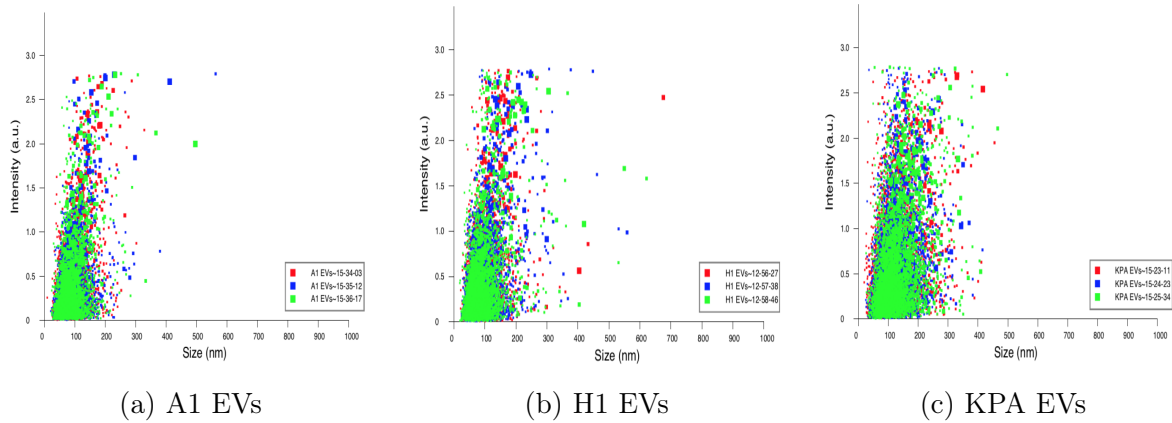 3.0
2.5
2.0
1.5
1.0
0.5
0
Intensity (a.u.)
A1 EVs~15-34-03
A1 EVs~15-35-12
A1 EVs~15-36-17
0 100 200 300 400 500 600 700 800 900 1000
Size (nm)
(a) A1 EVs
3.0
2.5
2.0
1.5
1.0
0.5
0
Intensity (a.u.)
H1 EVs~12-56-27
H1 EVs~12-57-38
H1 EVs~12-58-46
0 100 200 300 400 500 600 700 800 900 1000
Size (nm)
(b) H1 EVs
3.0
2.5
2.0
1.5
1.0
0.5
0
Intensity (a.u.)
KPA EVs~15-23-11
KPA EVs~15-24-23
KPA EVs~15-25-34
0 100 200 300 400 500 600 700 800 900 1000
Size (nm)
(c) KPA EVs